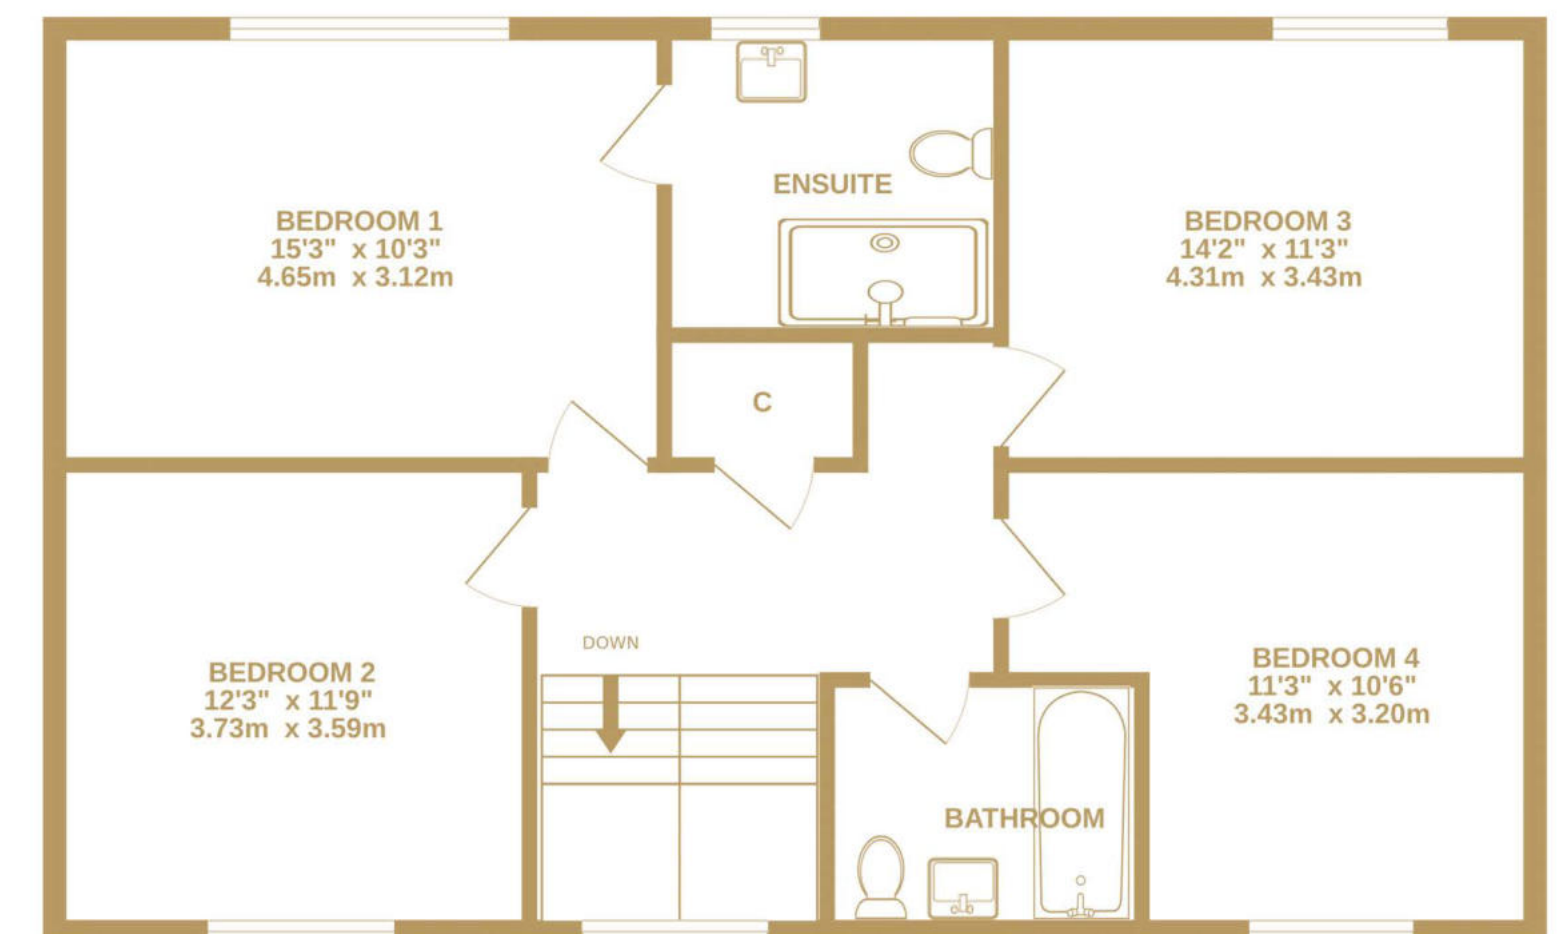 ENSUITE
BEDROOM 1
15'3" x 10'3"
4.65m x 3.12m
BEDROOM 3
14'2" x 11'3"
4.31m x 3.43m
C
DOWN
BEDROOM 2
12'3" x 11'9"
3.73m x 3.59m
BEDROOM 4
11'3" x 10'6"
3.43m x 3.20m
BATHROOM